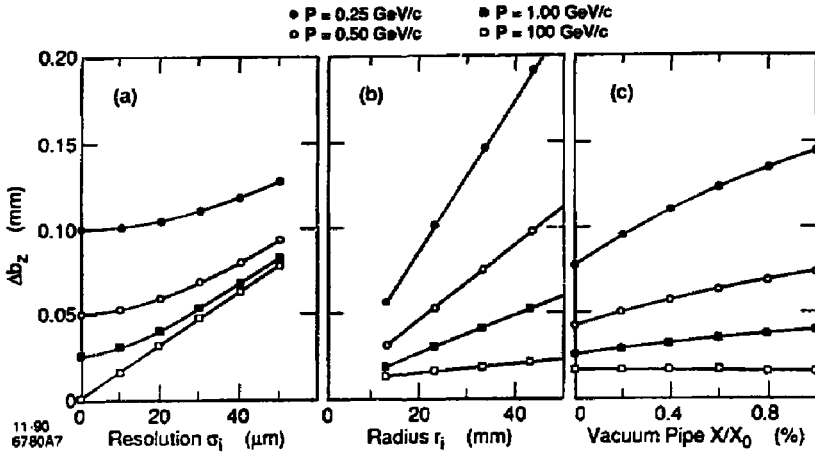 P = 0.25 GeV/c
P = 1.00 GeV/c
P = 0.50 GeV/c
P = 100 GeV/c
(a)
(b)
(c)
0.20
0.15
0.10
0.05
0
Δb_z (mm)
0 20 40
20 40
0 0.4 0.8
11-90
6780A7
Resolution σ_i (μm)
Radius r_i (mm)
Vacuum Pipe X/X_0 (%)